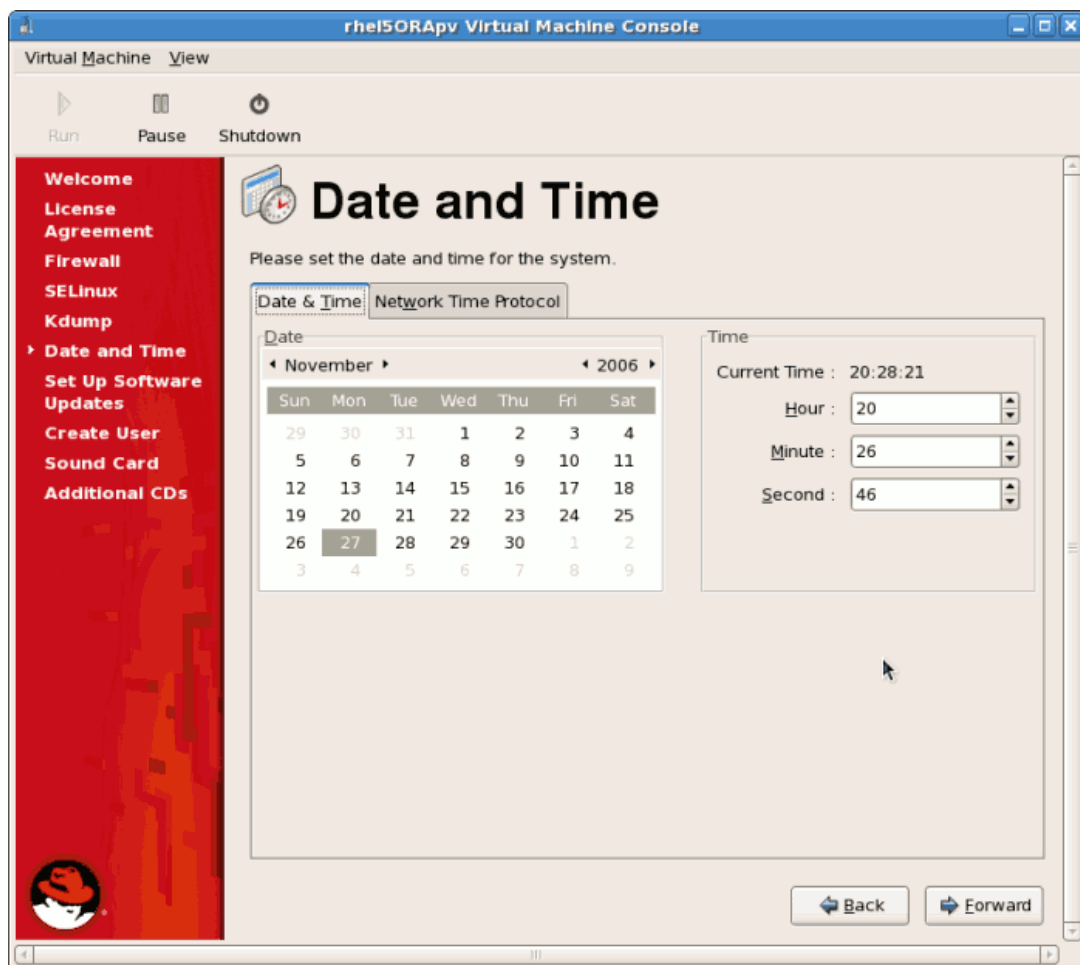 rhel5ORApv Virtual Machine Console
Virtual Machine View
Run Pause Shutdown
Welcome
License
Agreement
Firewall
SELinux
Kdump
Date and Time
Set Up Software
Updates
Create User
Sound Card
Additional CDs
Date and Time
Please set the date and time for the system.
Date & Time Network Time Protocol
Date
November 2006
Sun Mon Tue Wed Thu Fri Sat
29 30 31 1 2 3 4
5 6 7 8 9 10 11
12 13 14 15 16 17 18
19 20 21 22 23 24 25
26 27 28 29 30 1 2
3 4 5 6 7 8 9
Time
Current Time : 20:28:21
Hour : 20
Minute : 26
Second : 46
Back Forward